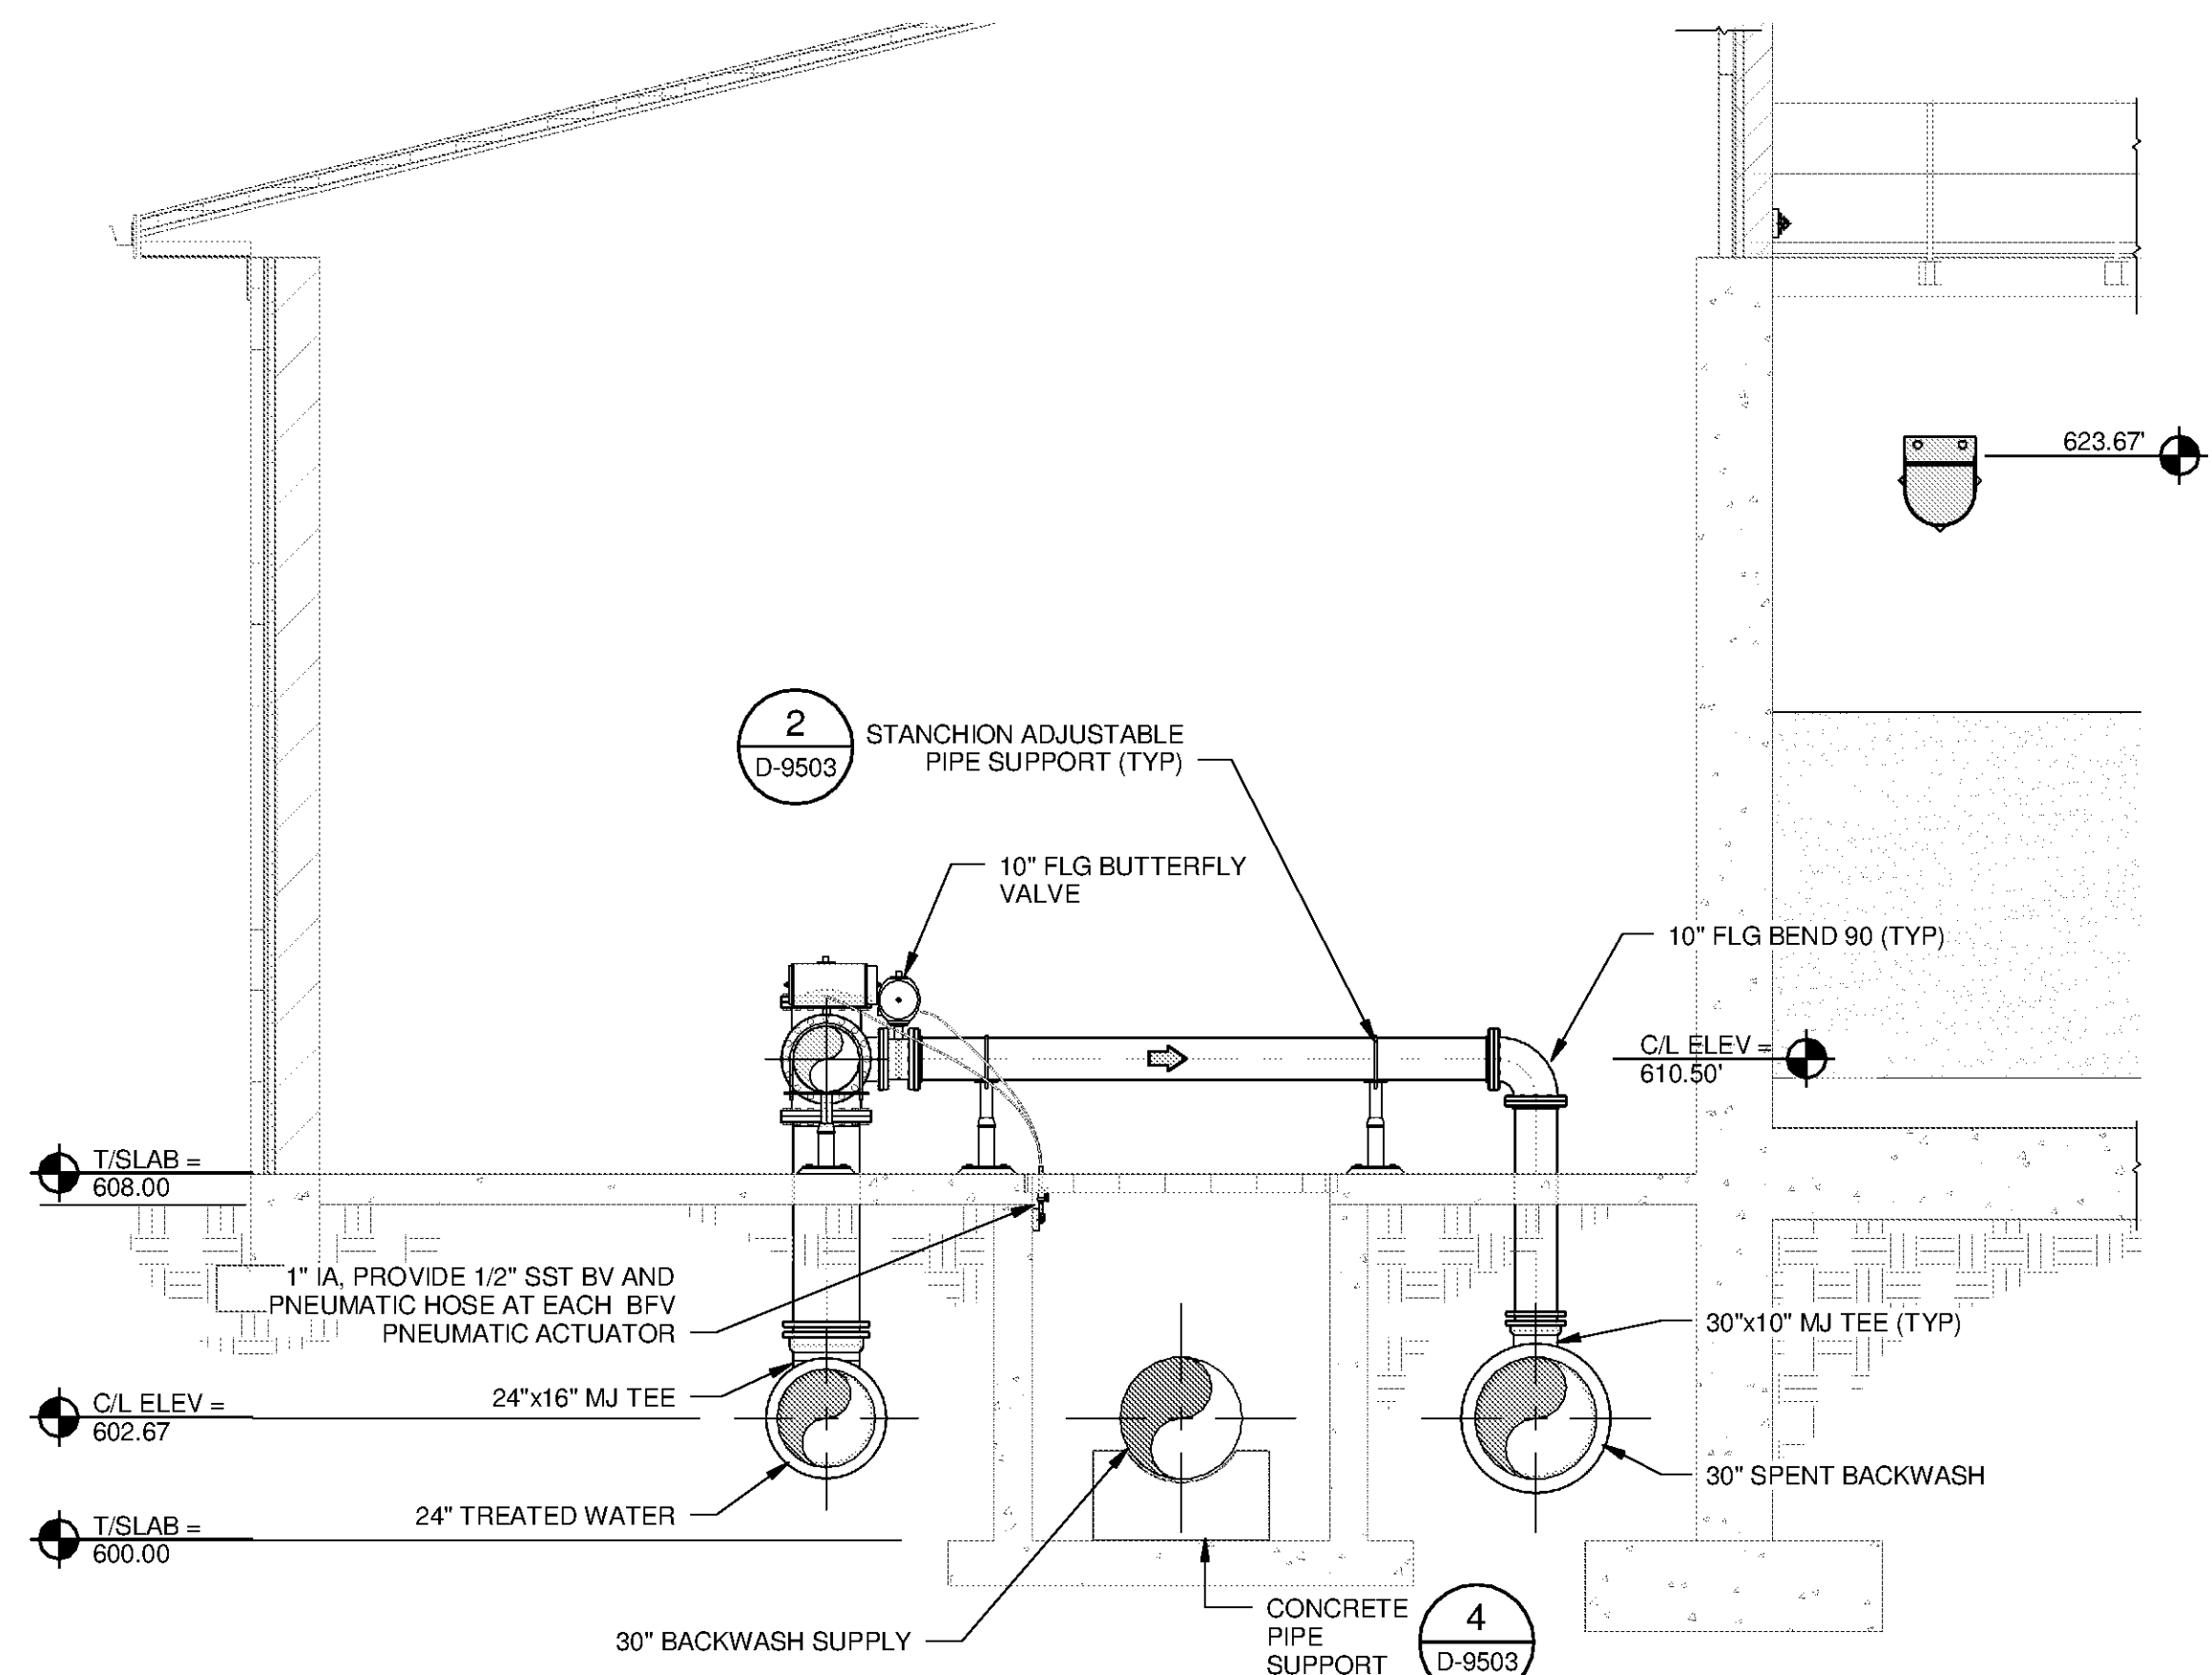 623.67'
2
D-9503
STANCHION ADJUSTABLE
PIPE SUPPORT (TYP)
10" FLG BUTTERFLY
VALVE
10" FLG BEND 90 (TYP)
C/L ELEV =
610.50'
T/SLAB =
608.00
1" IA, PROVIDE 1/2" SST BV AND
PNEUMATIC HOSE AT EACH BFV
PNEUMATIC ACTUATOR
30"x10" MJ TEE (TYP)
24"x16" MJ TEE
C/L ELEV =
602.67
30" SPENT BACKWASH
24" TREATED WATER
T/SLAB =
600.00
30" BACKWASH SUPPLY
CONCRETE
PIPE
SUPPORT
4
D-9503